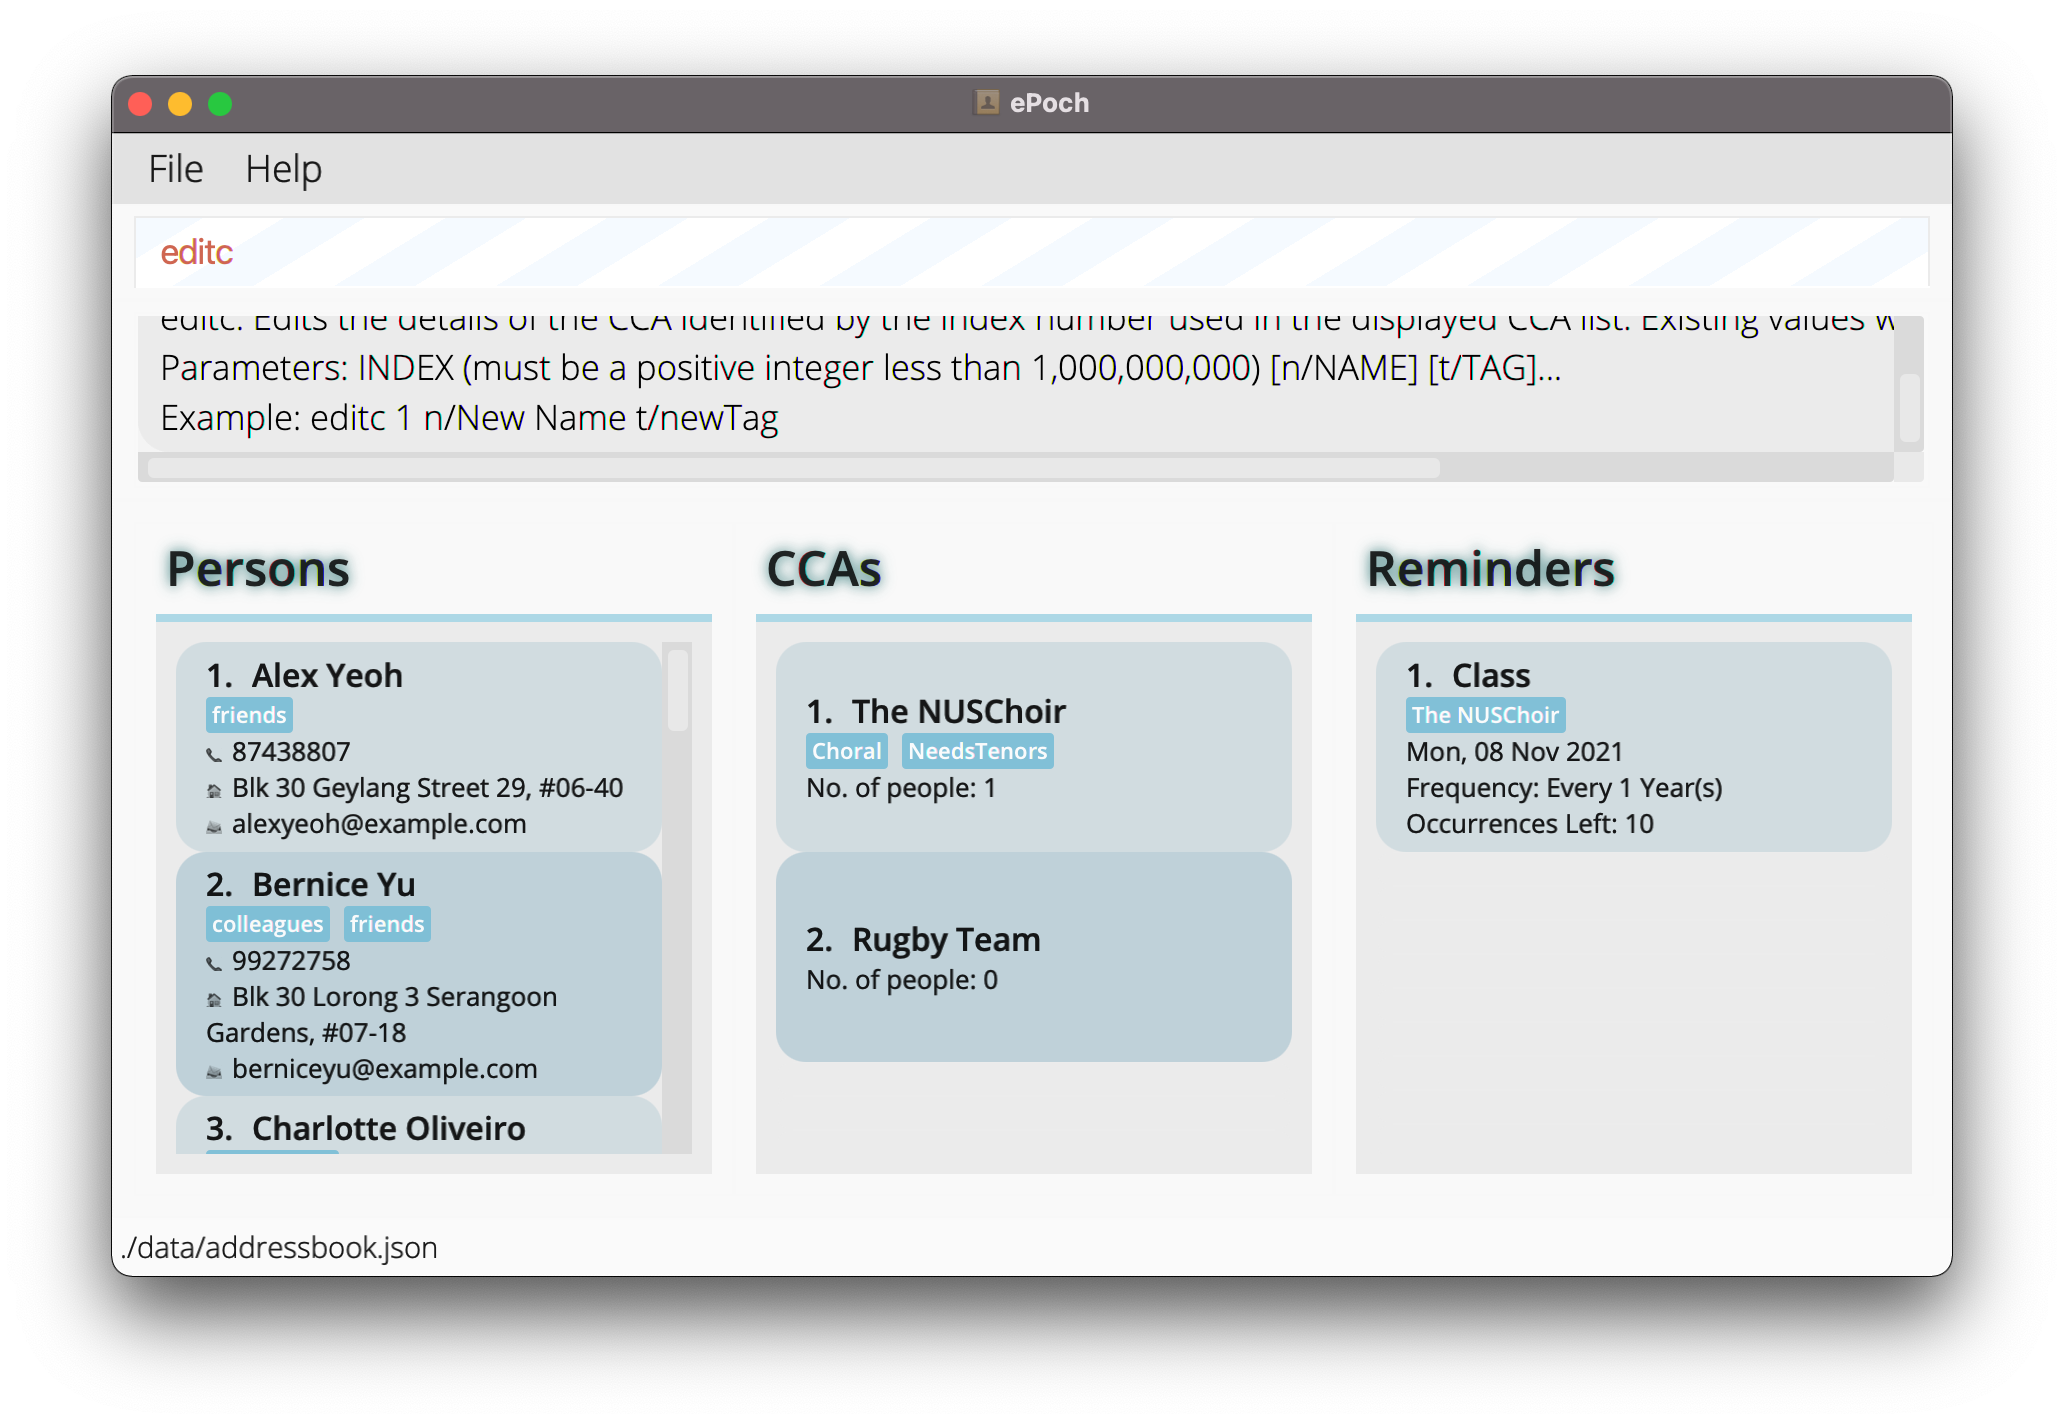 ePoch
File Help
editc
editc: Edits the details of the CCA identified by the index number used in the displayed CCA list. Existing values
Parameters: INDEX (must be a positive integer less than 1,000,000,000) [n/NAME] [t/TAG]...
Example: editc 1 n/New Name t/newTag
Persons
1. Alex Yeoh
friends
87438807
Blk 30 Geylang Street 29, #06-40
alexyeoh@example.com
2. Bernice Yu
colleagues friends
99272758
Blk 30 Lorong 3 Serangoon
Gardens, #07-18
berniceyu@example.com
3. Charlotte Oliveiro
CCAs
1. The NUSChoir
Choral NeedsTenors
No. of people: 1
2. Rugby Team
No. of people: 0
Reminders
1. Class
The NUSChoir
Mon, 08 Nov 2021
Frequency: Every 1 Year(s)
Occurrences Left: 10
./data/addressbook.json